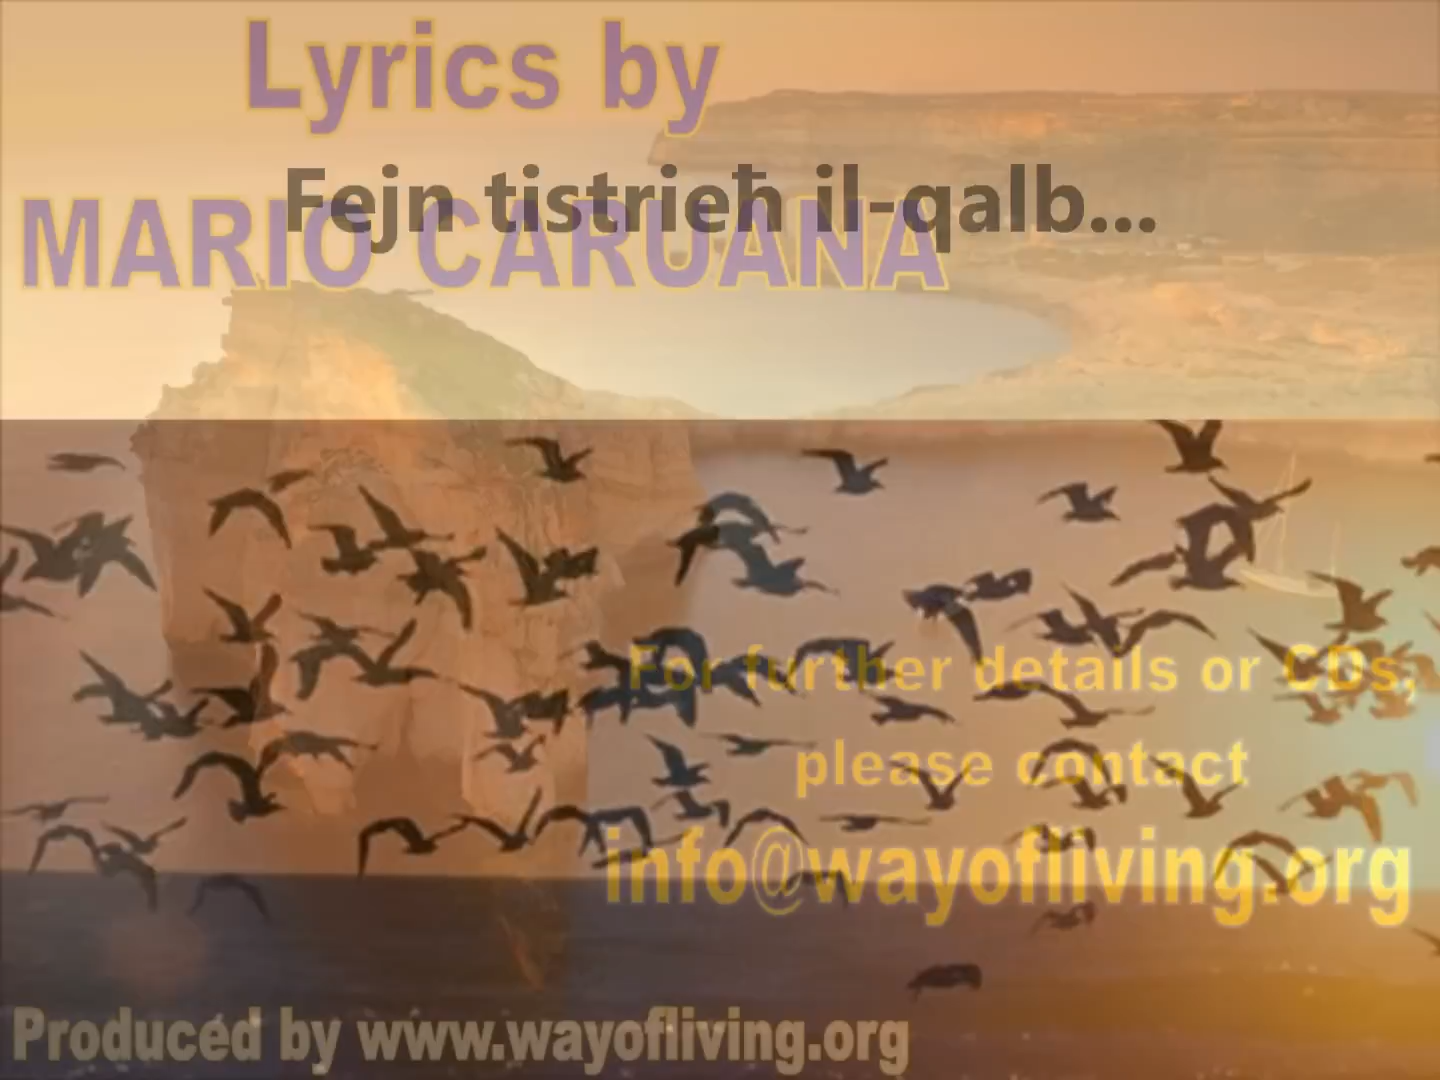 Lyrics by
Fejn tistrieħ il-qalb...
MARIO CARUANA
For further details or CDs,
please contact
info@wayofliving.org
Produced by www.wayofliving.org